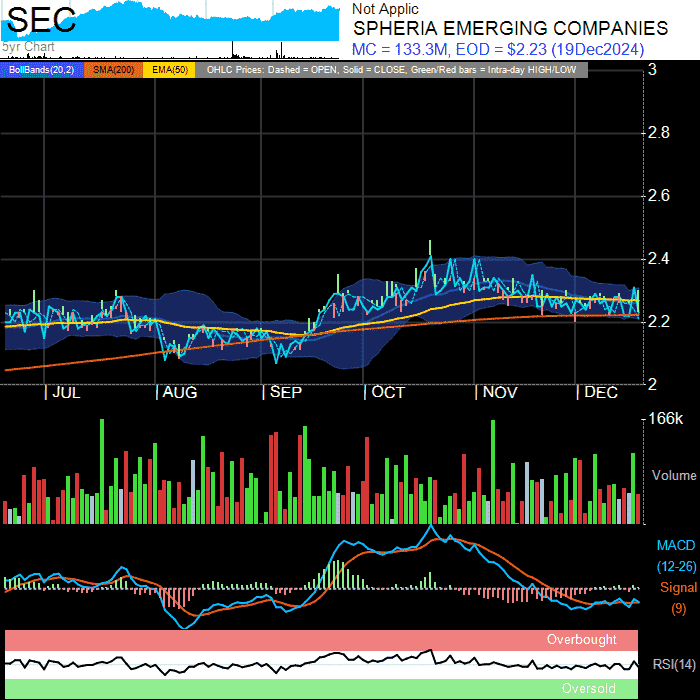 SEC
Not Applic
SPHERIA EMERGING COMPANIES
5yr Chart
MC = 133.3M, EOD = $2.23 (19Dec2024)
BollBands(20,2) SMA(200) EMA(50) OHLC Prices: Dashed = OPEN, Solid = CLOSE, Green/Red bars = Intra-day HIGH/LOW
3
2.8
2.6
2.4
2.2
2
| JUL | AUG | SEP | OCT | NOV | DEC
166k
Volume
MACD
(12-26)
Signal
(9)
Overbought
RSI(14)
Oversold